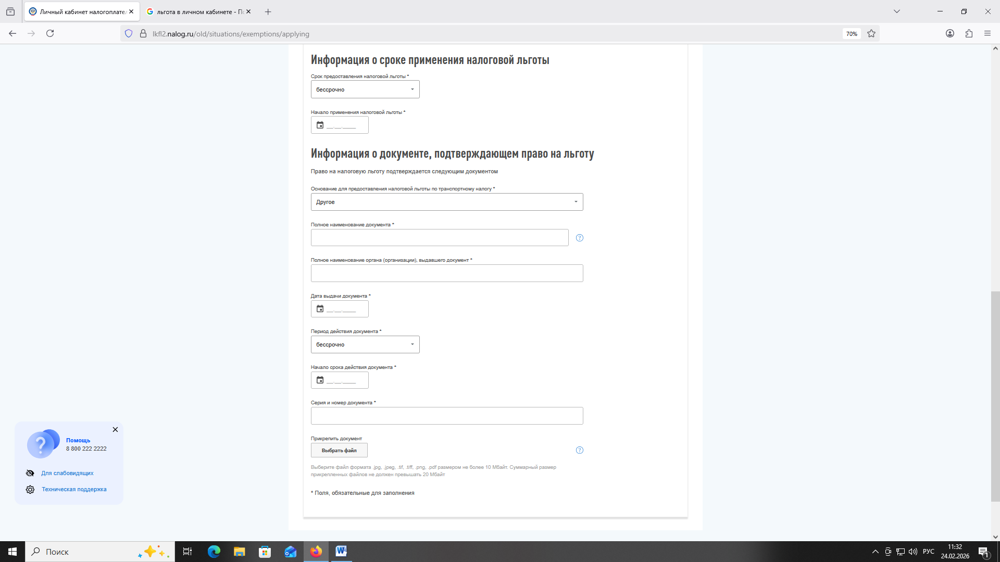 Личный кабинет налогоплате
льгота в личном кабинете - По
lkfl2.nalog.ru/old/situations/exemptions/applying
70%
Информация о сроке применения налоговой льготы
Срок предоставления налоговой льготы *
бессрочно
Начало применения налоговой льготы *
__.__.____
Информация о документе, подтверждающем право на льготу
Право на налоговую льготу подтверждается следующим документом
Основание для предоставления налоговой льготы по транспортному налогу *
Другое
Полное наименование документа *
Полное наименование органа (организации), выдавшего документ *
Дата выдачи документа *
__.__.____
Период действия документа *
бессрочно
Начало срока действия документа *
__.__.____
Серия и номер документа *
Прикрепить документ
Выбрать файл
Выберите файл формата .jpg, .jpeg, .tif, .tiff, .png, .pdf размером не более 10 Мбайт. Суммарный размер
прикрепленных файлов не должен превышать 20 Мбайт
* Поля, обязательные для заполнения
Помощь
8 800 222 2222
Для слабовидящих
Техническая поддержка
Поиск
РУС
11:32
24.02.2026
1